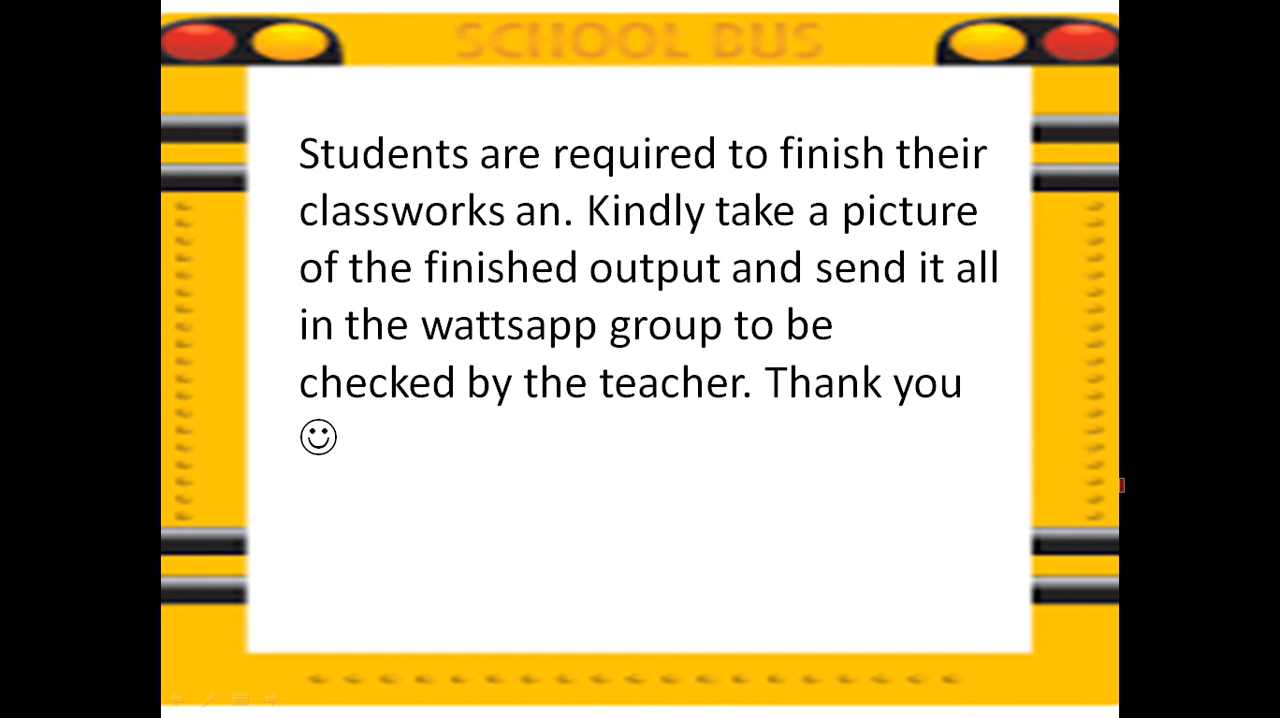 SCHOOL BUS
Students are required to finish their
classworks an. Kindly take a picture
of the finished output and send it all
in the wattsapp group to be
checked by the teacher. Thank you
☺